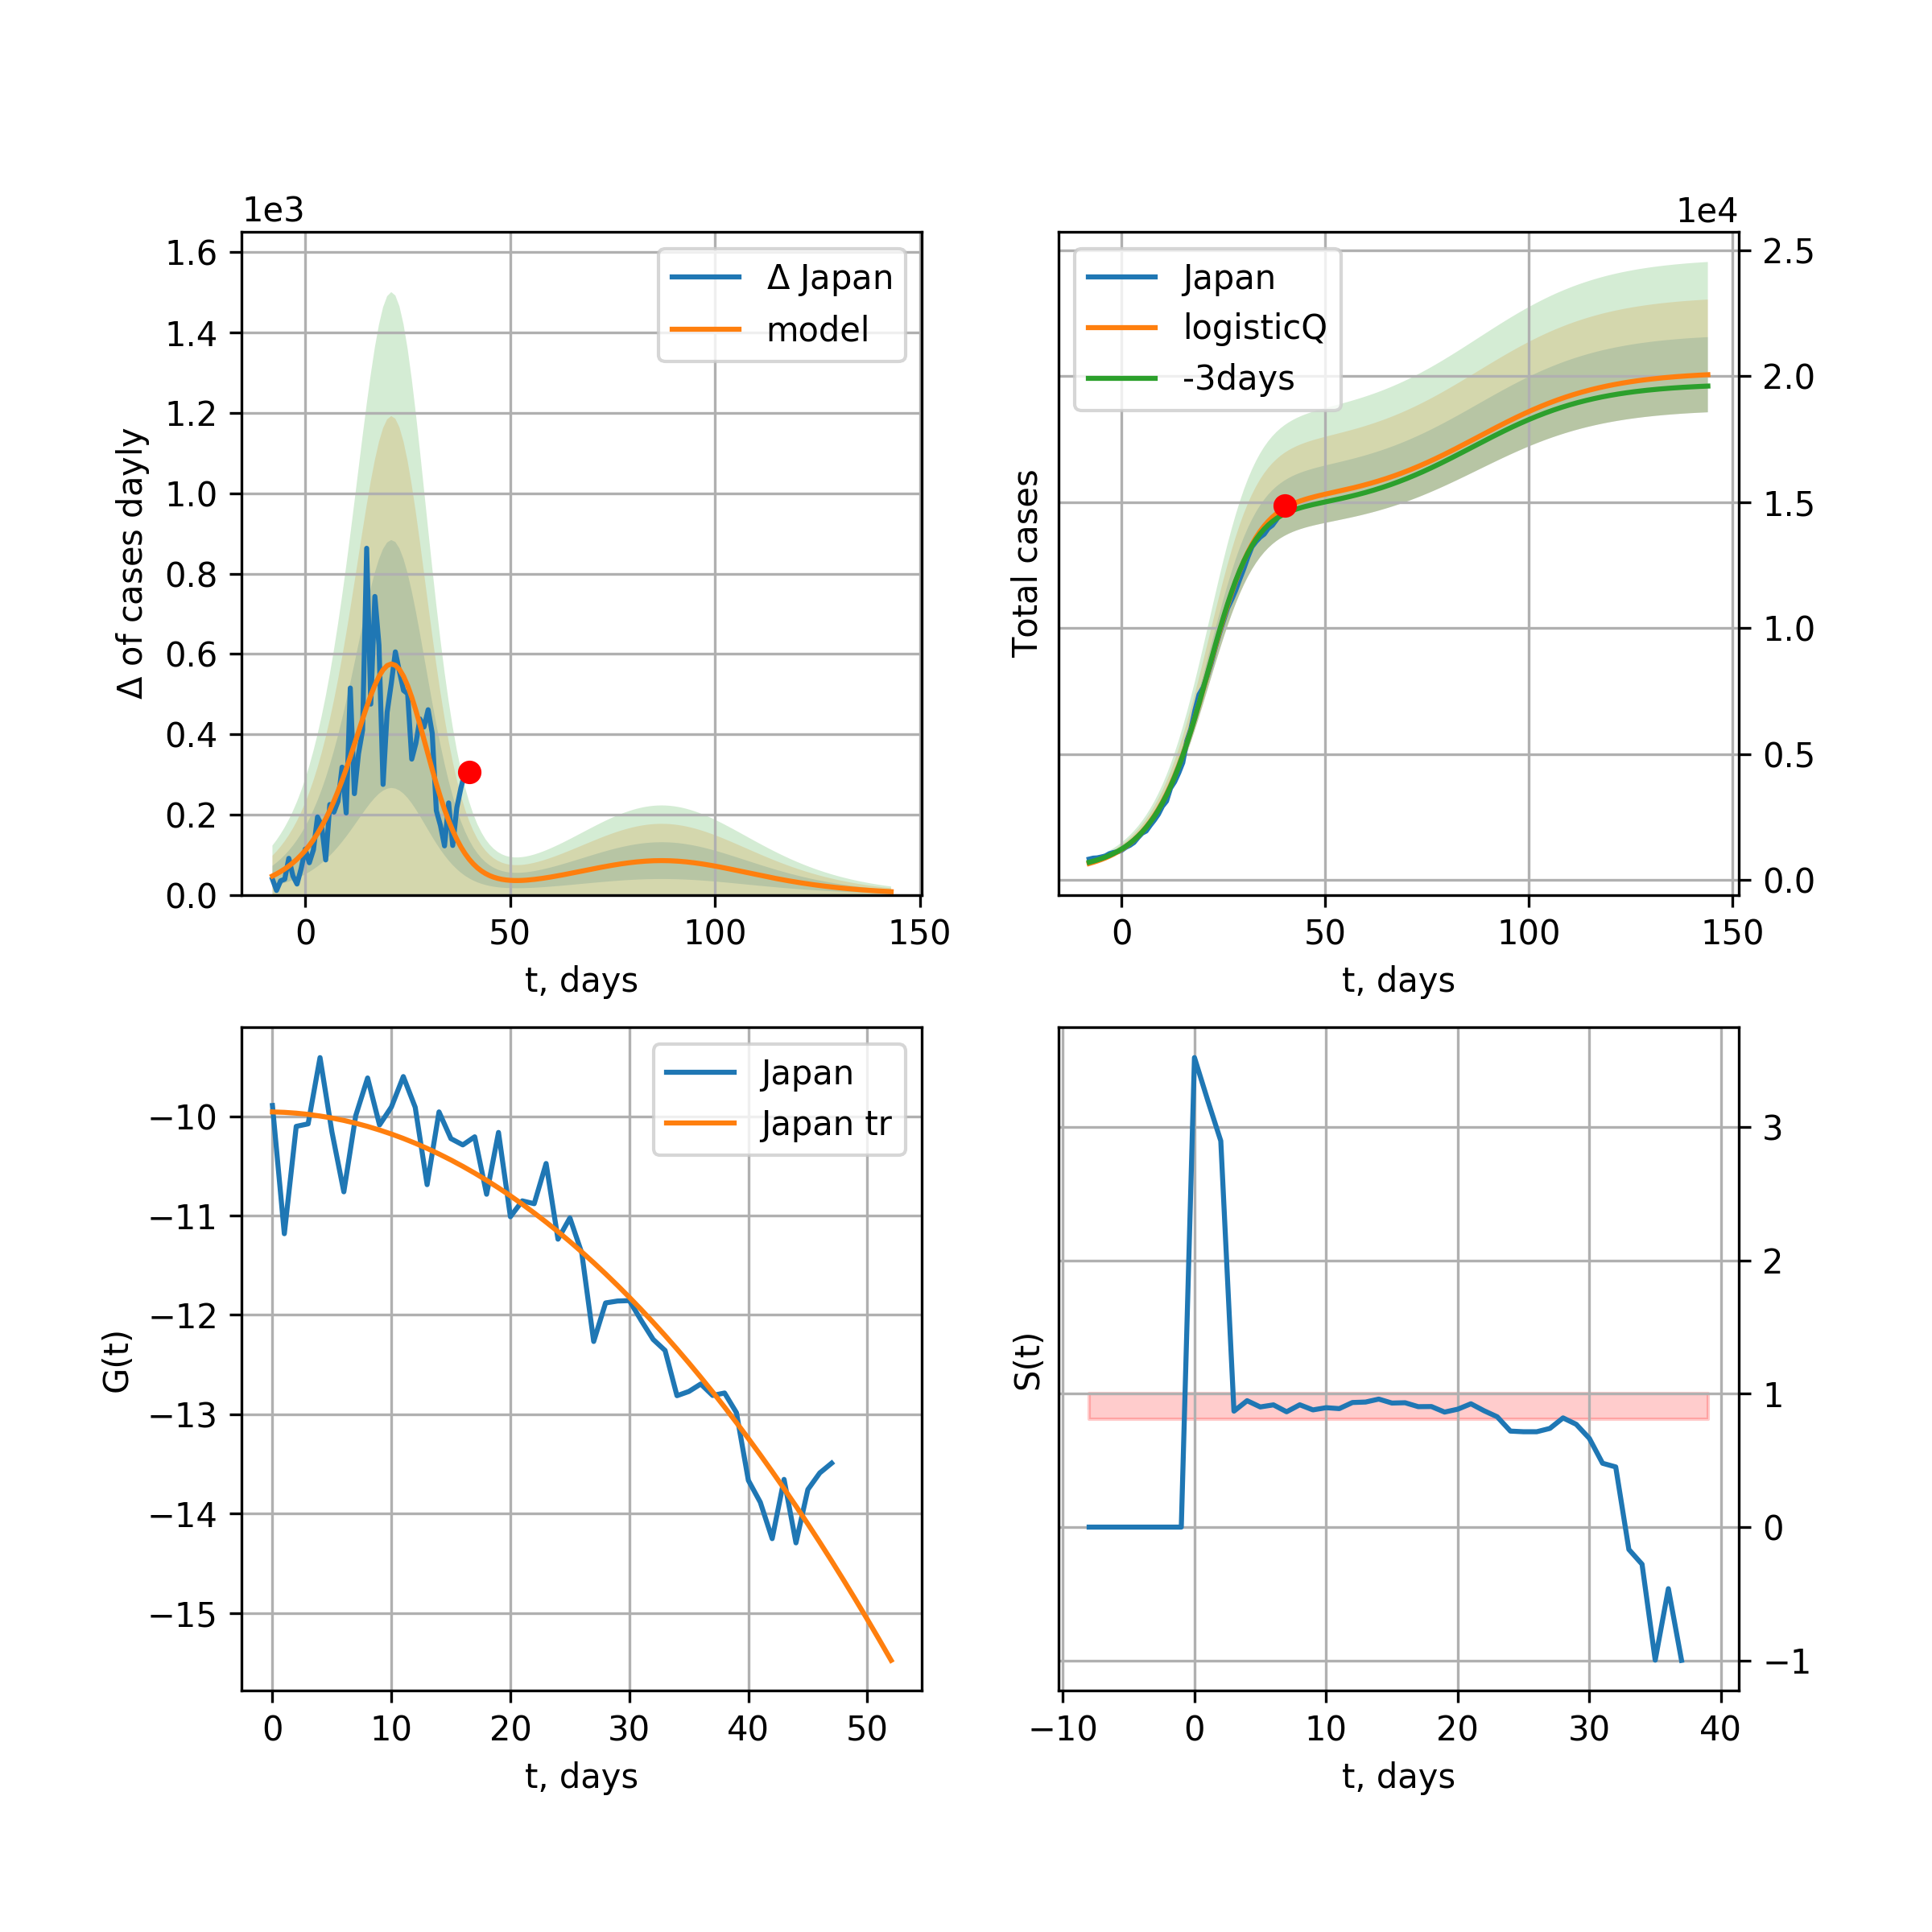 1e3
1.6
1.4
1.2
1.0
0.8
0.6
0.4
0.2
0.0
Δ of cases dayly
Δ Japan
model
0 50 100 150
t, days
1e4
2.5
2.0
1.5
1.0
0.5
0.0
Total cases
Japan
logisticQ
-3days
0 50 100 150
t, days
−10
−11
−12
−13
−14
−15
G(t)
Japan
Japan tr
0 10 20 30 40 50
t, days
3
2
1
0
−1
S(t)
−10 0 10 20 30 40
t, days